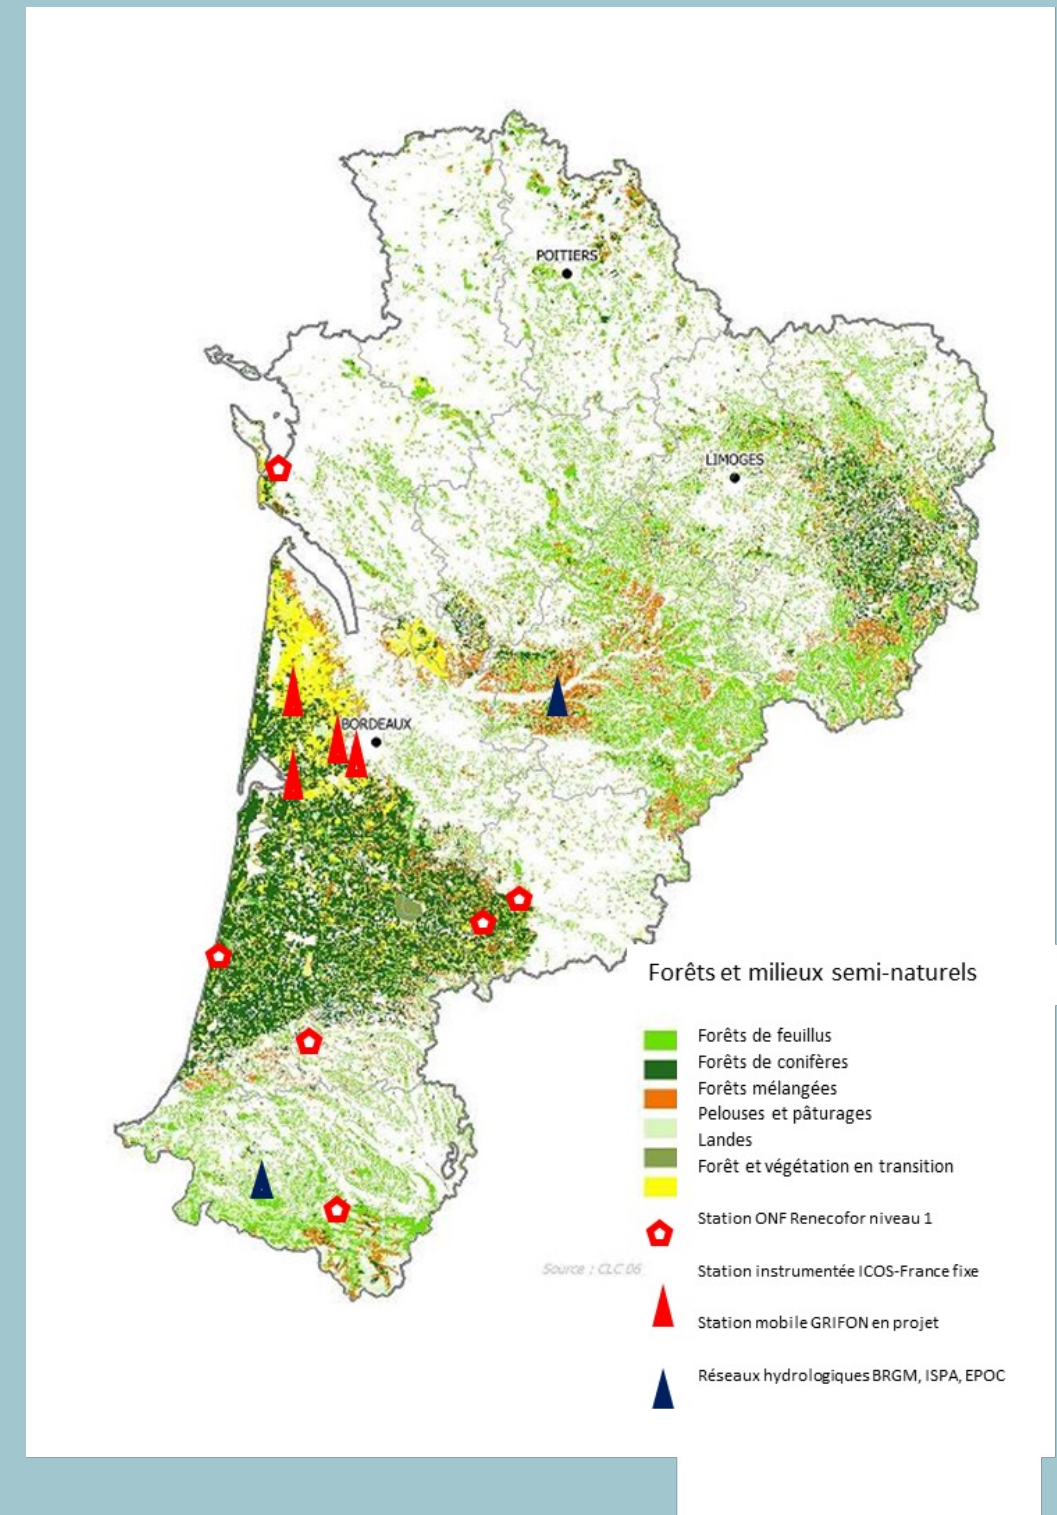 POITIERS
LIMOGES
BORDEAUX
Forêts et milieux semi-naturels
Forêts de feuillus
Forêts de conifères
Forêts mélangées
Pelouses et pâturages
Landes
Forêt et végétation en transition
Station ONF Renecofor niveau 1
Source : CLC 06
Station instrumentée ICOS-France fixe
Station mobile GRIFON en projet
Réseaux hydrologiques BRGM, ISPA, EPOC